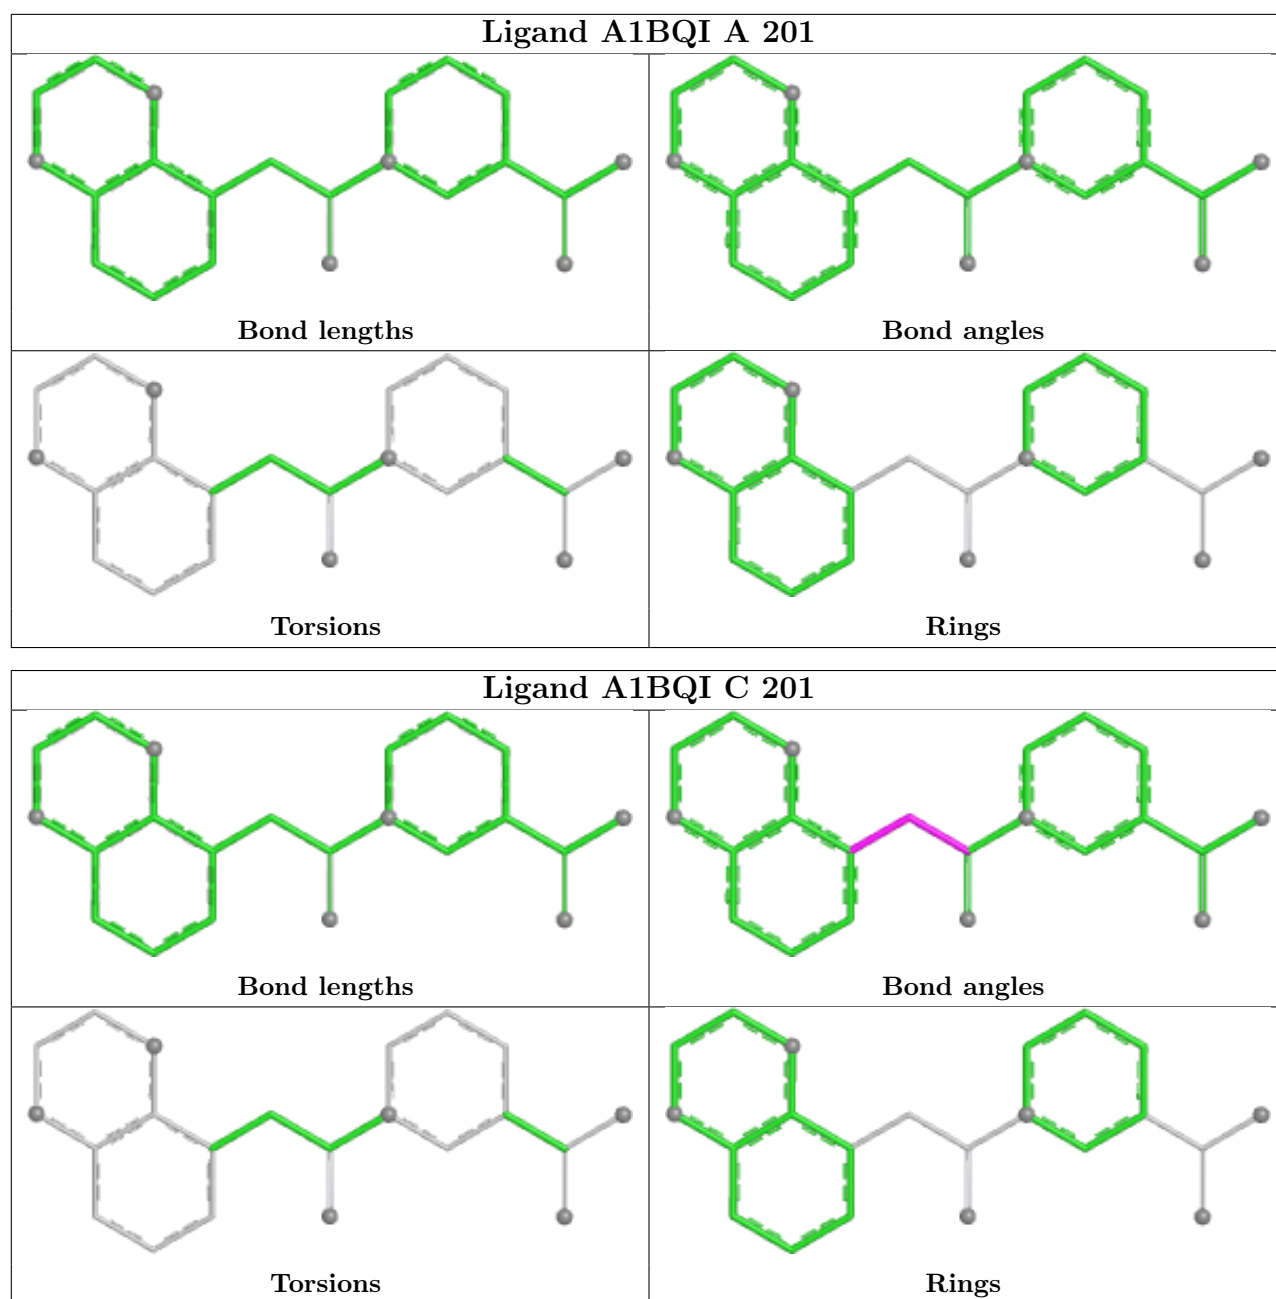 Ligand A1BQI A 201
Bond lengths
Bond angles
Torsions
Rings
Ligand A1BQI C 201
Bond lengths
Bond angles
Torsions
Rings